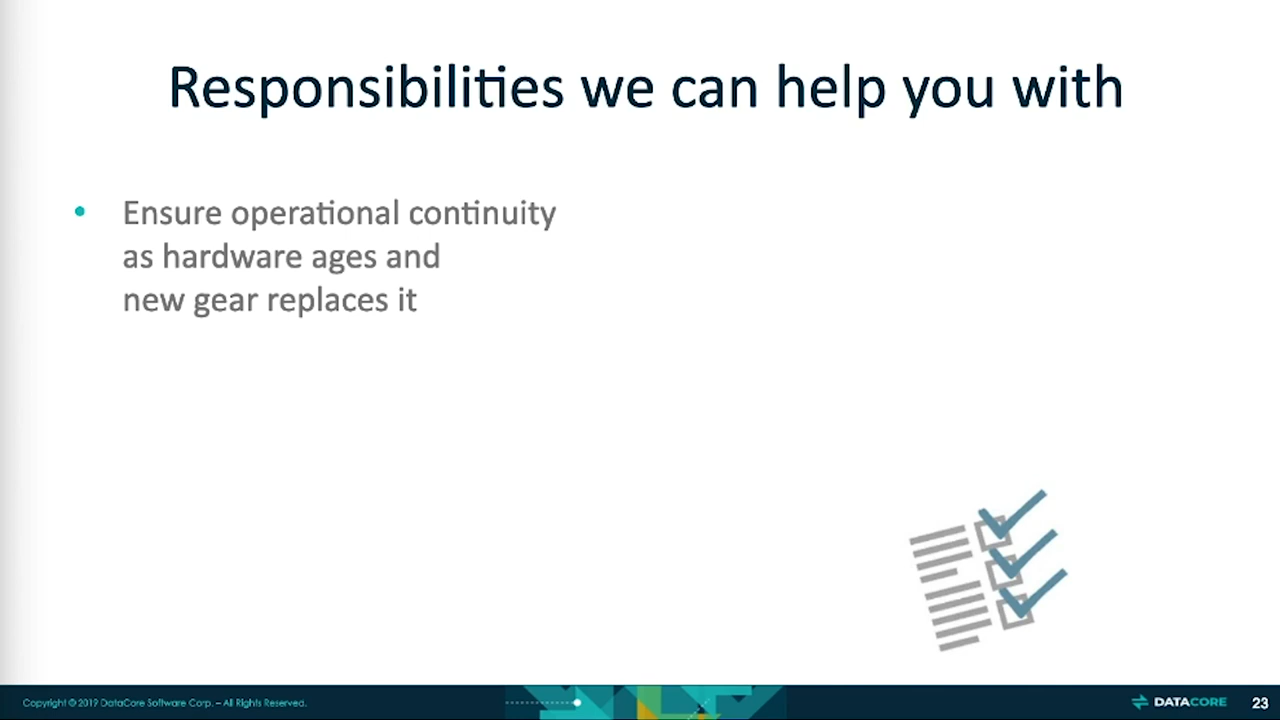 Responsibilities we can help you with
• Ensure operational continuity
as hardware ages and
new gear replaces it
Copyright © 2019 DataCore Software Corp. – All Rights Reserved.
DATACORE
23